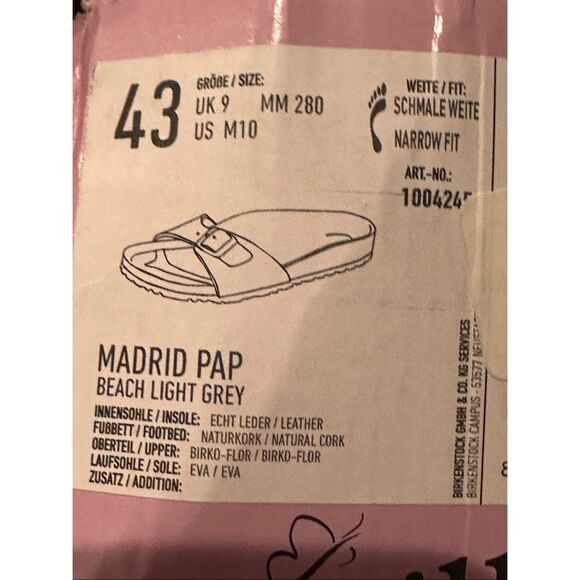 43
GRÖßE / SIZE:
UK 9 MM 280
US M10
WEITE / FIT:
SCHMALE WEITE
NARROW FIT
ART.-NO.:
100424
MADRID PAP
BEACH LIGHT GREY
INNENSOHLE / INSOLE: ECHT LEDER / LEATHER
FUßBETT / FOOTBED: NATURKORK / NATURAL CORK
OBERTEIL / UPPER: BIRKO-FLOR / BIRKO-FLOR
LAUFSOHLE / SOLE: EVA / EVA
ZUSATZ / ADDITION:
BIRKENSTOCK GMBH & CO. KG SERVICES
BIRKENSTOCK CAMPUS - 53577